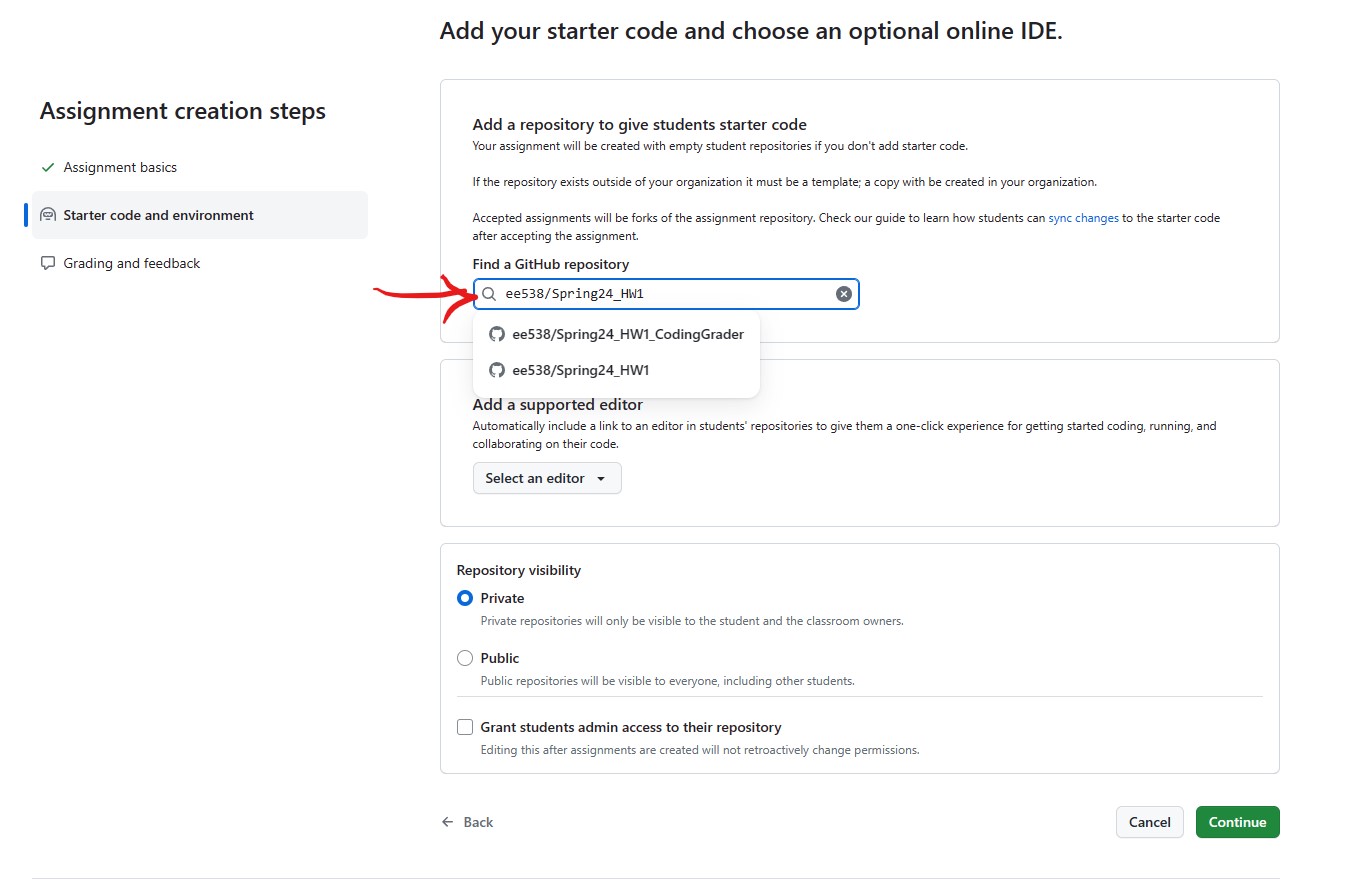 Add your starter code and choose an optional online IDE.
Assignment creation steps
Assignment basics
Starter code and environment
Grading and feedback
Add a repository to give students starter code
Your assignment will be created with empty student repositories if you don't add starter code.
If the repository exists outside of your organization it must be a template; a copy with be created in your organization.
Accepted assignments will be forks of the assignment repository. Check our guide to learn how students can sync changes to the starter code
after accepting the assignment.
Find a GitHub repository
ee538/Spring24_HW1
ee538/Spring24_HW1_CodingGrader
ee538/Spring24_HW1
Add a supported editor
Automatically include a link to an editor in students' repositories to give them a one-click experience for getting started coding, running, and
collaborating on their code.
Select an editor
Repository visibility
Private
Private repositories will only be visible to the student and the classroom owners.
Public
Public repositories will be visible to everyone, including other students.
Grant students admin access to their repository
Editing this after assignments are created will not retroactively change permissions.
Back
Cancel
Continue